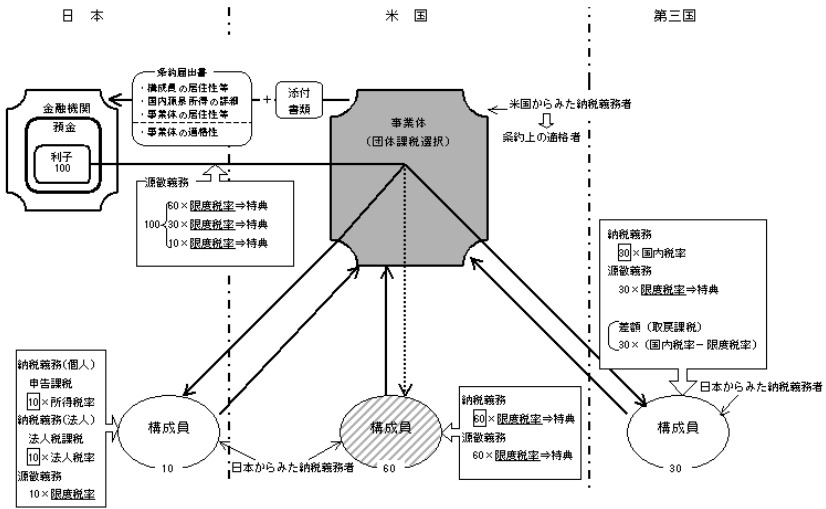 日　本
米　国
第三国
条約届出書
・構成員の居住性等
・国内源泉所得の詳細
・事業体の居住性等
・事業体の適格性
＋
添付
書類
金融機関
預金
利子
100
事業体
（団体課税選択）
米国からみた納税義務者
条約上の適格者
源徴義務
100
60×限度税率⇒特典
30×限度税率⇒特典
10×限度税率⇒特典
納税義務
30×国内税率
源徴義務
30×限度税率⇒特典
差額（取戻課税）
30×（国内税率－限度税率）
納税義務(個人)
申告課税
10×所得税率
納税義務(法人)
法人税課税
10×法人税率
源徴義務
10×限度税率
構成員
10
日本からみた納税義務者
構成員
60
納税義務
60×限度税率⇒特典
源徴義務
60×限度税率⇒特典
日本からみた納税義務者
構成員
30